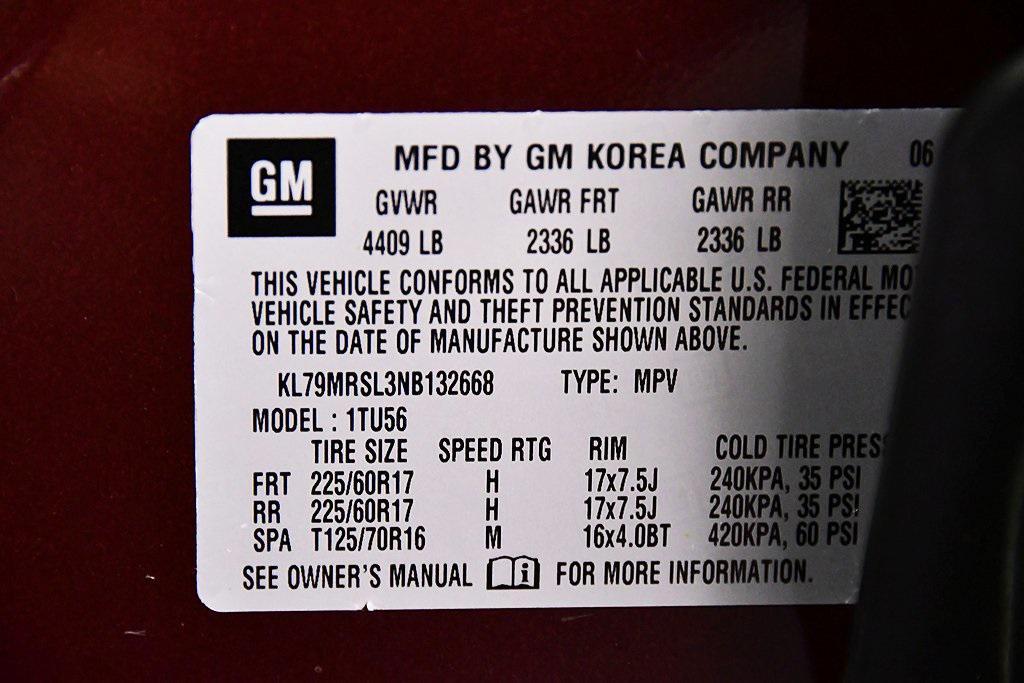 GM MFD BY GM KOREA COMPANY 06
GVWR GAWR FRT GAWR RR
4409 LB 2336 LB 2336 LB
THIS VEHICLE CONFORMS TO ALL APPLICABLE U.S. FEDERAL MO
VEHICLE SAFETY AND THEFT PREVENTION STANDARDS IN EFFEC
ON THE DATE OF MANUFACTURE SHOWN ABOVE.
KL79MRSL3NB132668 TYPE: MPV
MODEL : 1TU56
TIRE SIZE SPEED RTG RIM COLD TIRE PRES
FRT 225/60R17 H 17x7.5J 240KPA, 35 PSI
RR 225/60R17 H 17x7.5J 240KPA, 35 PSI
SPA T125/70R16 M 16x4.0BT 420KPA, 60 PSI
SEE OWNER'S MANUAL i FOR MORE INFORMATION.